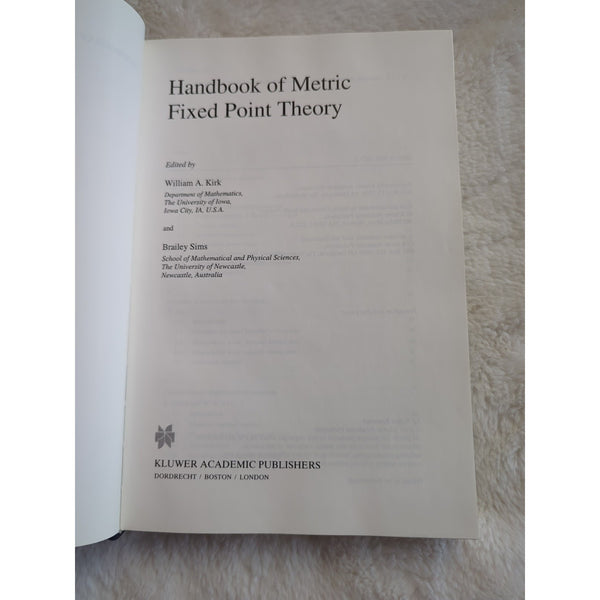 Handbook of Metric
Fixed Point Theory
Edited by
William A. Kirk
Department of Mathematics,
The University of Iowa,
Iowa City, IA, U.S.A.
and
Brailey Sims
School of Mathematical and Physical Sciences,
The University of Newcastle,
Newcastle, Australia
KLUWER ACADEMIC PUBLISHERS
DORDRECHT / BOSTON / LONDON